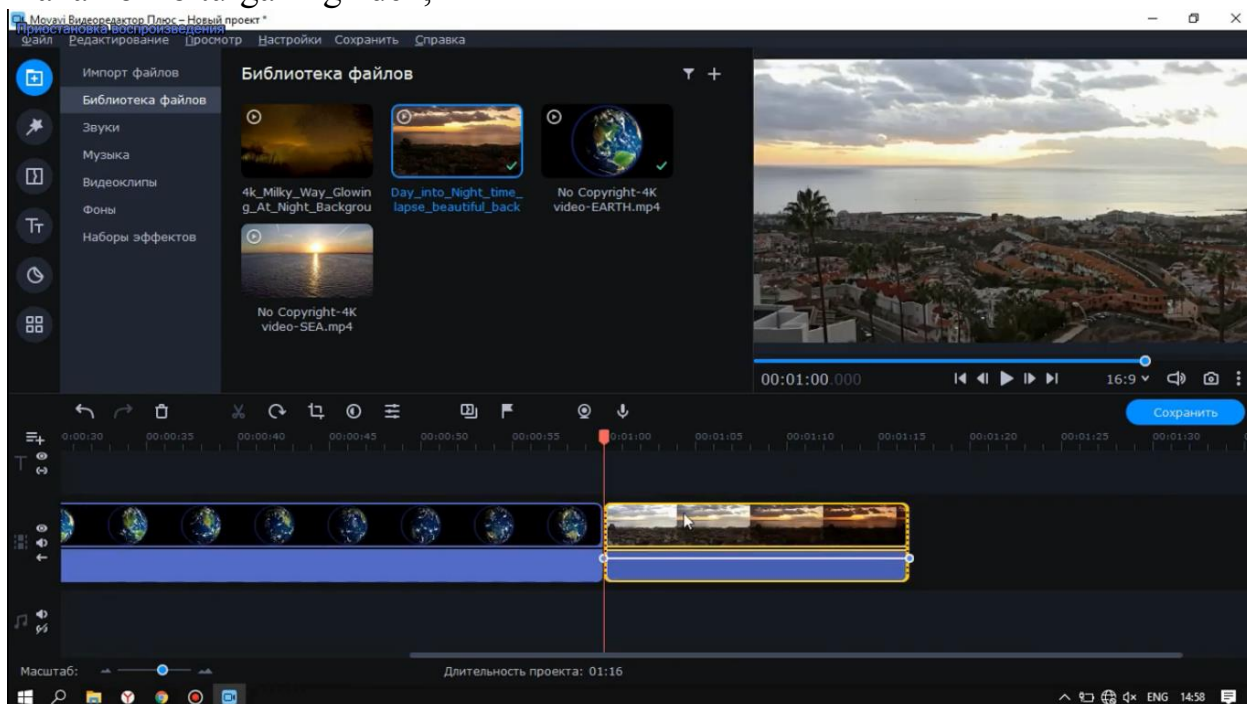 Movavi Видеоредактор Плюс – Новый проект *
Приостановка воспроизведения
Файл Редактирование Просмотр Настройки Сохранить Справка
Импорт файлов
Библиотека файлов
Звуки
Музыка
Видеоклипы
Фоны
Наборы эффектов
Библиотека файлов
4k_Milky_Way_Glowin
g_At_Night_Backgrou
Day_into_Night_time_
lapse_beautiful_back
No Copyright-4K
video-EARTH.mp4
No Copyright-4K
video-SEA.mp4
00:01:00.000
16:9
Сохранить
0:00:30 00:00:35 00:00:40 00:00:45 00:00:50 00:00:55 0:01:00 00:01:05 00:01:10 00:01:15 00:01:20 00:01:25 00:01:30
Масштаб:
Длительность проекта: 01:16
ENG 14:58